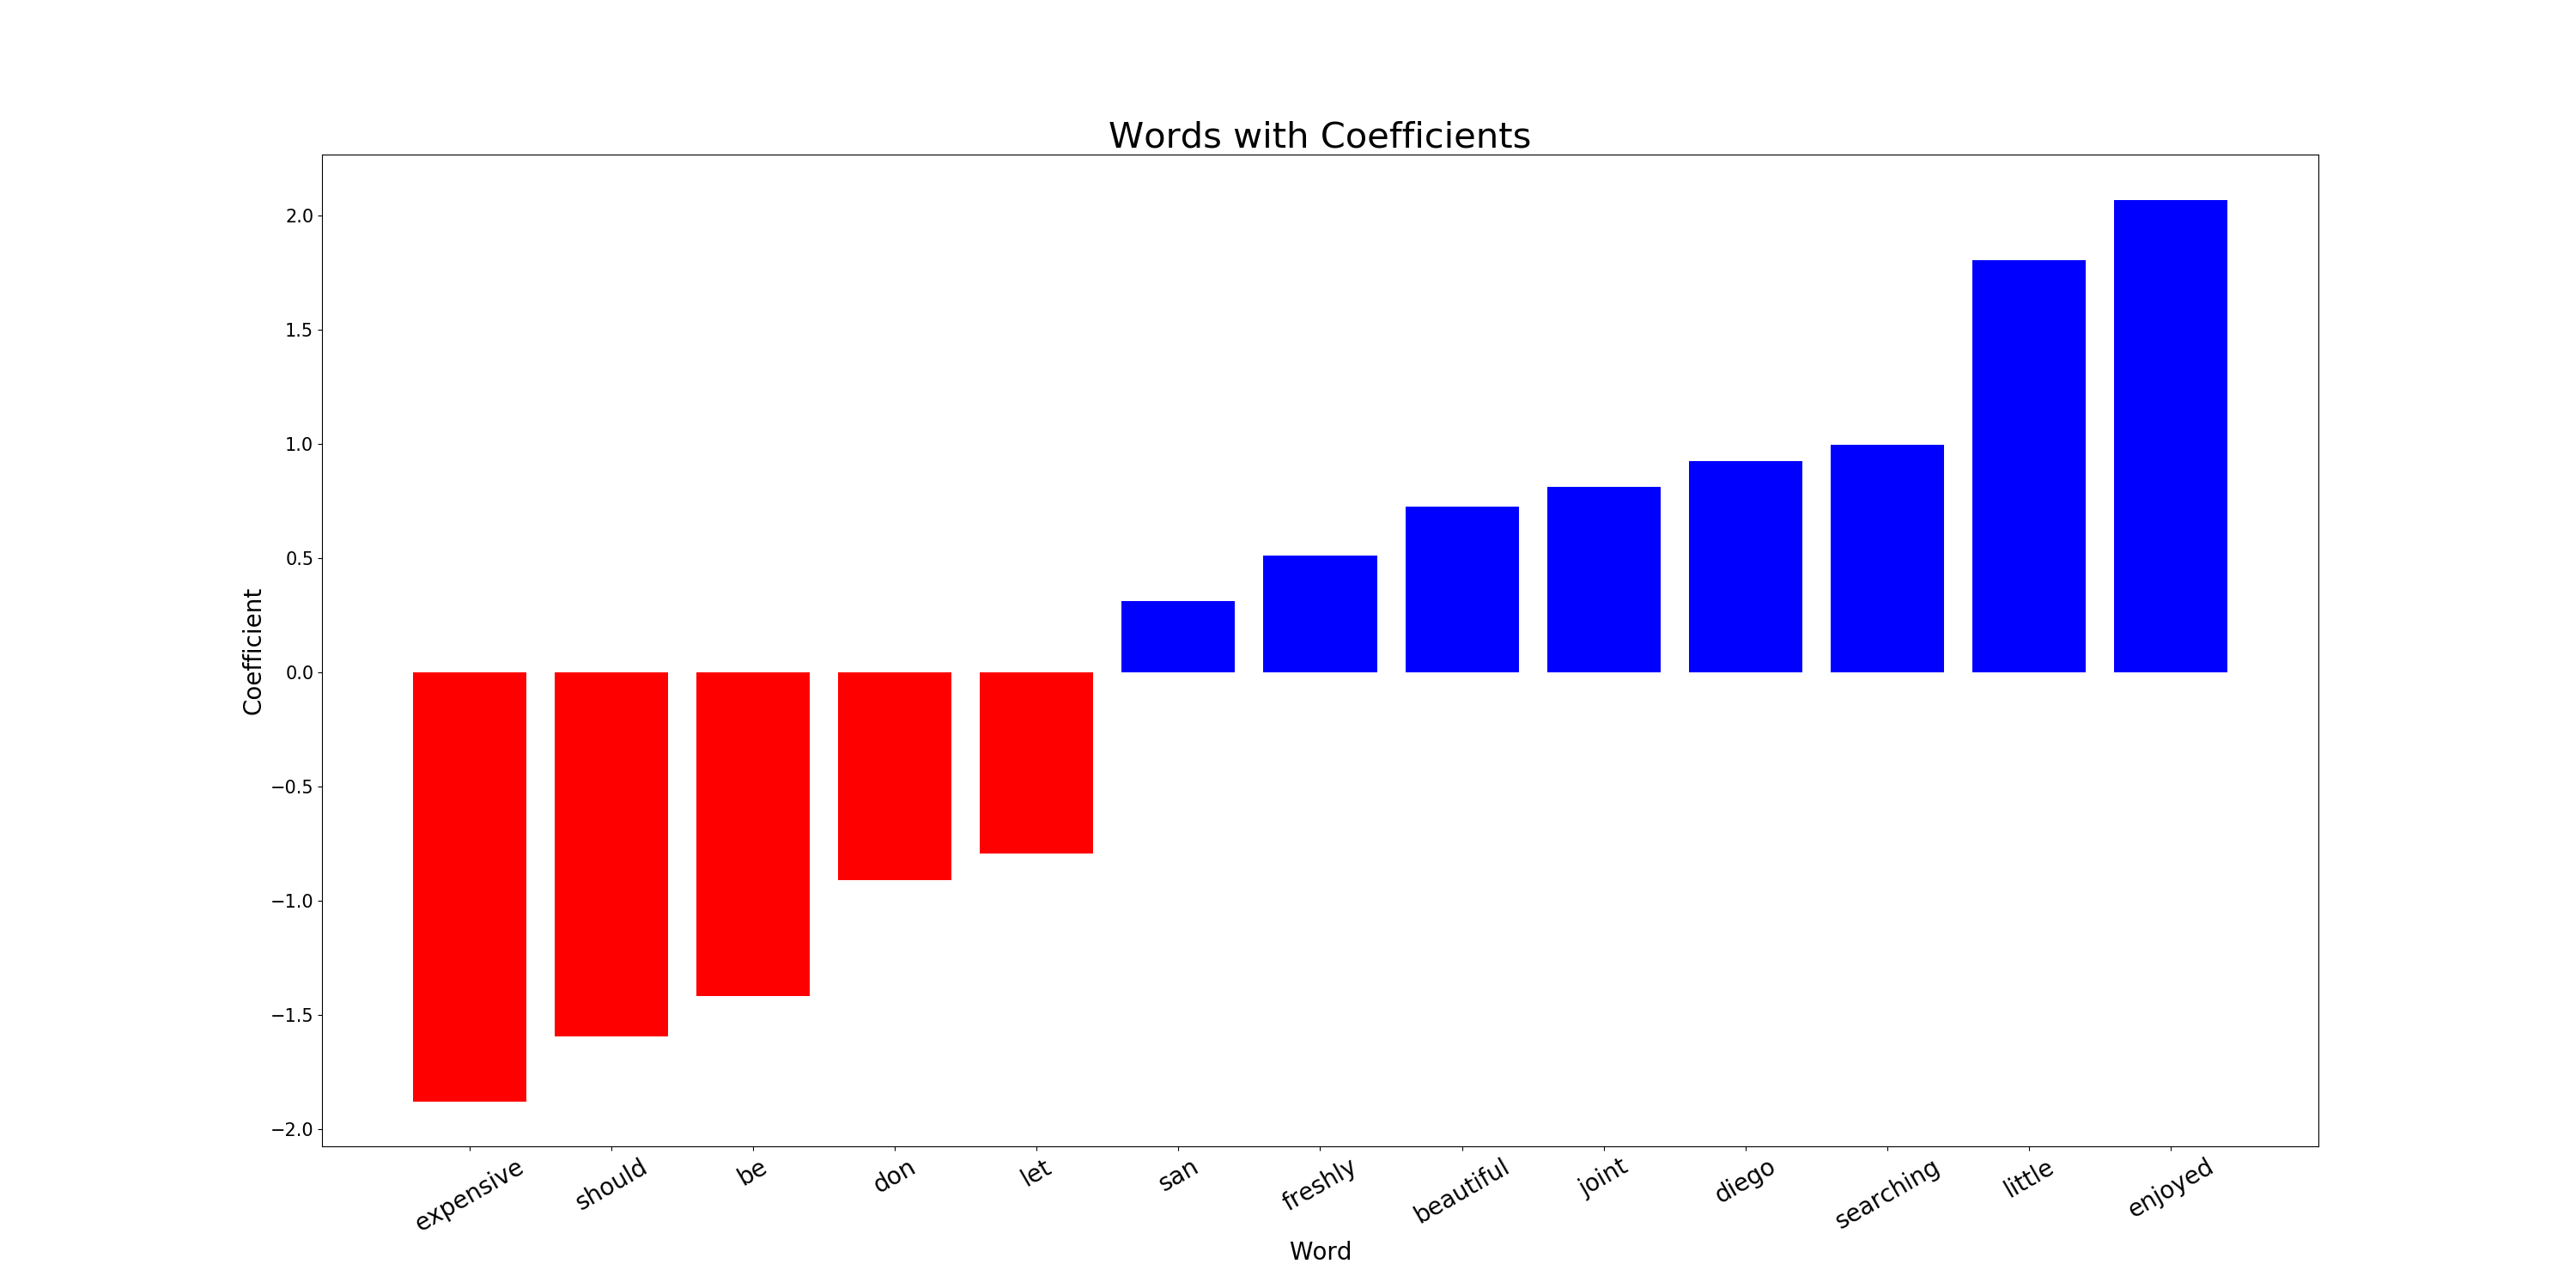 Words with Coefficients
2.0
1.5
1.0
0.5
0.0
−0.5
−1.0
−1.5
−2.0
Coefficient
expensive should be don let san freshly beautiful joint diego searching little enjoyed
Word